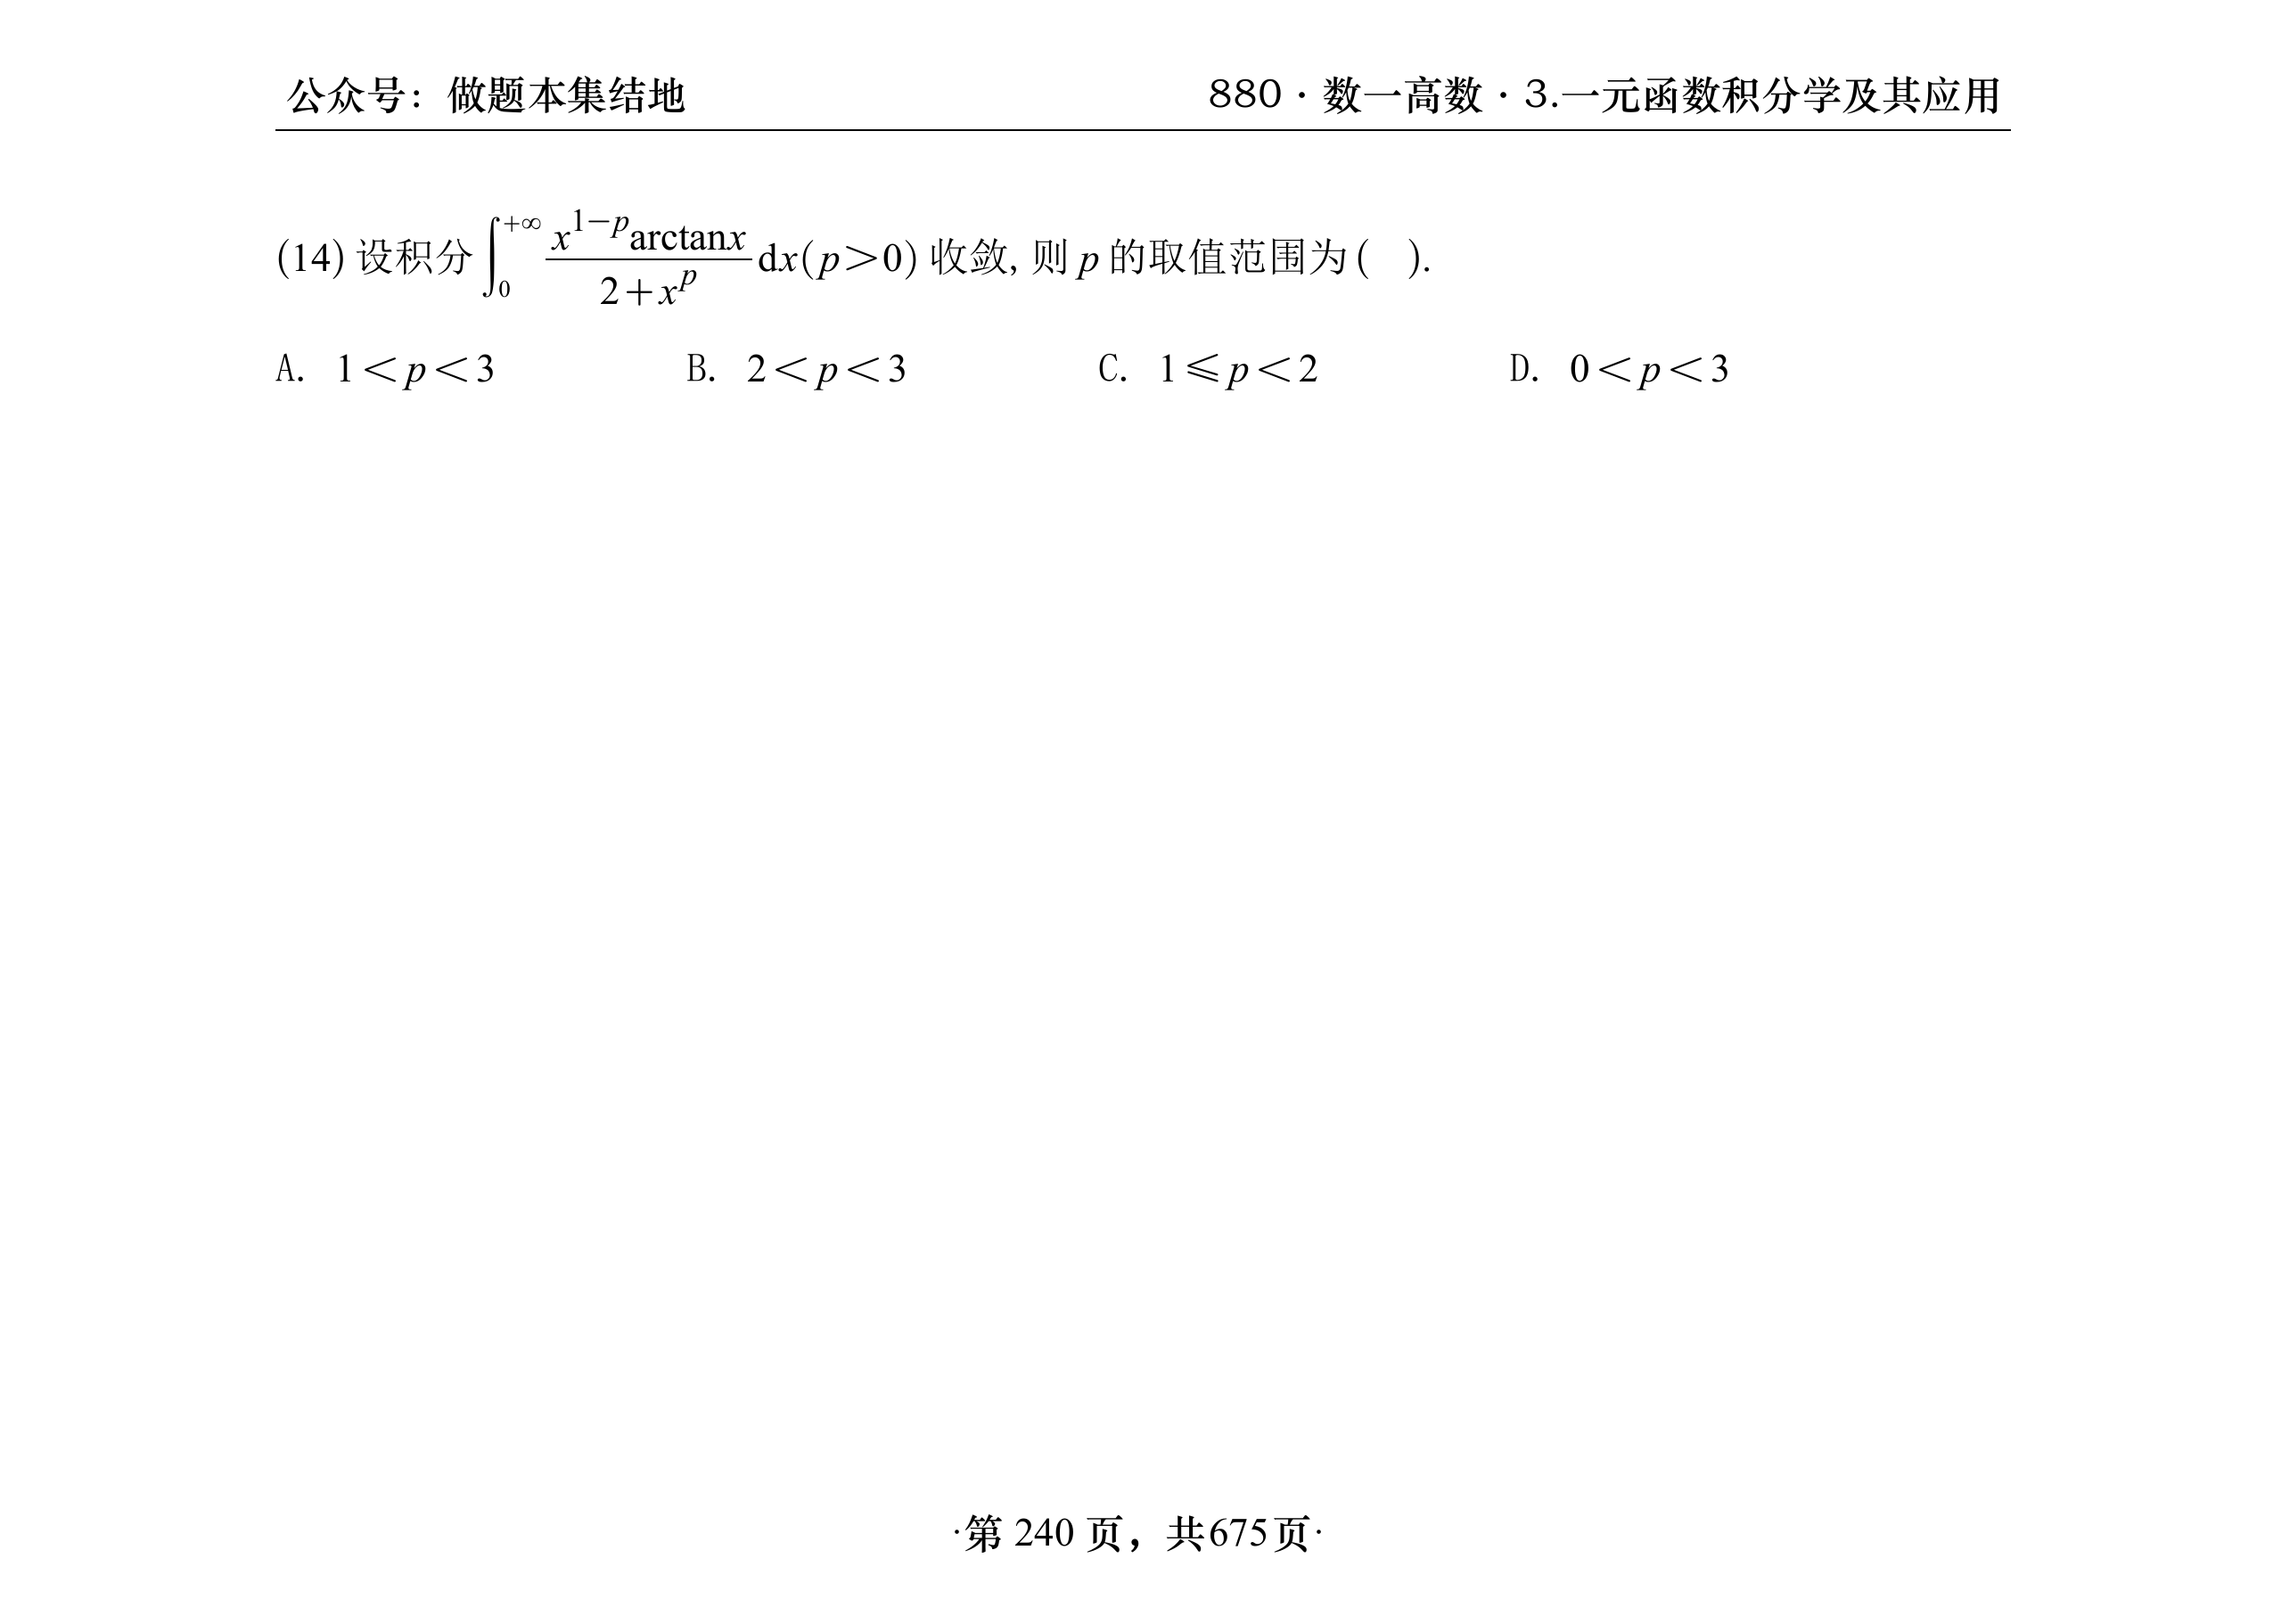 公众号：做题本集结地
880·数一高数·3.一元函数积分学及其应用
(14) 设积分 $\int_0^{+\infty} \frac{x^{1-p}\arctan x}{2+x^p} dx (p>0)$ 收敛, 则 p 的取值范围为 ( ).
A. 1<p<3 B. 2<p<3 C. 1⩽p<2 D. 0<p<3
·第 240 页，共675页·